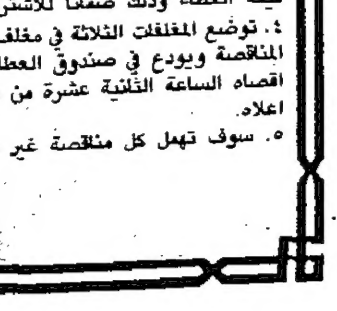 قيمة العطاء وذلك ضمانا للاشتر
٤. توضع المغلفات الثلاثة في مغلف
المناقصة ويودع في صندوق العطا
اقصاه الساعة الثانية عشرة من
اعلاه.
٥. سوف تهمل كل مناقصة غير